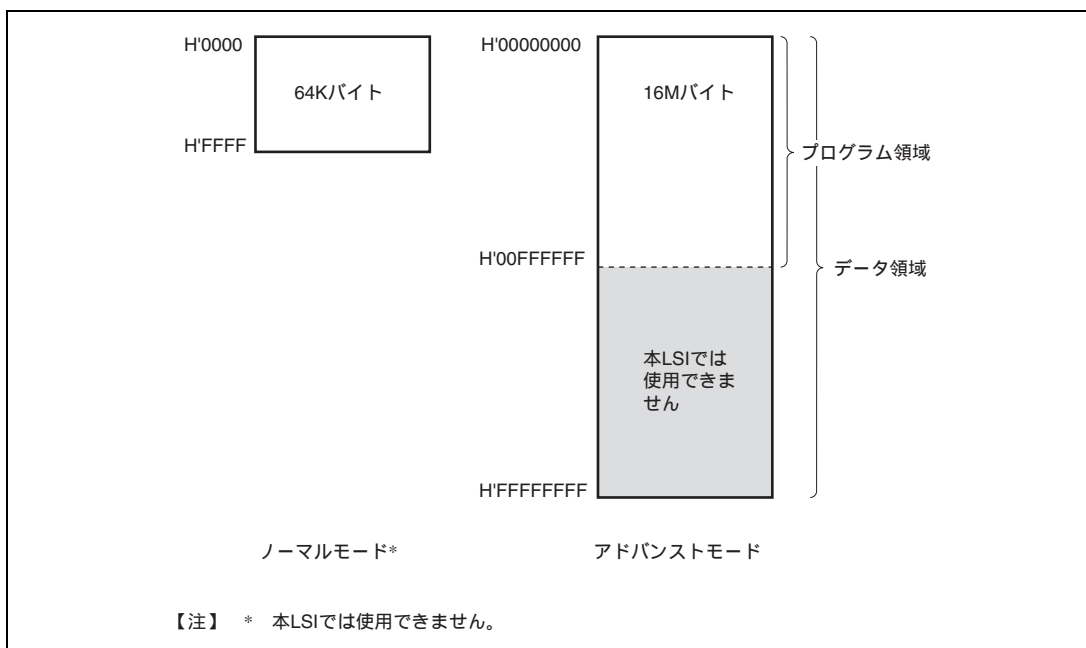 H'0000
64Kバイト
H'FFFF
H'00000000
16Mバイト
プログラム領域
H'00FFFFFF
データ領域
本LSIでは
使用できま
せん
H'FFFFFFFF
ノーマルモード*
アドバンストモード
【注】 * 本LSIでは使用できません。